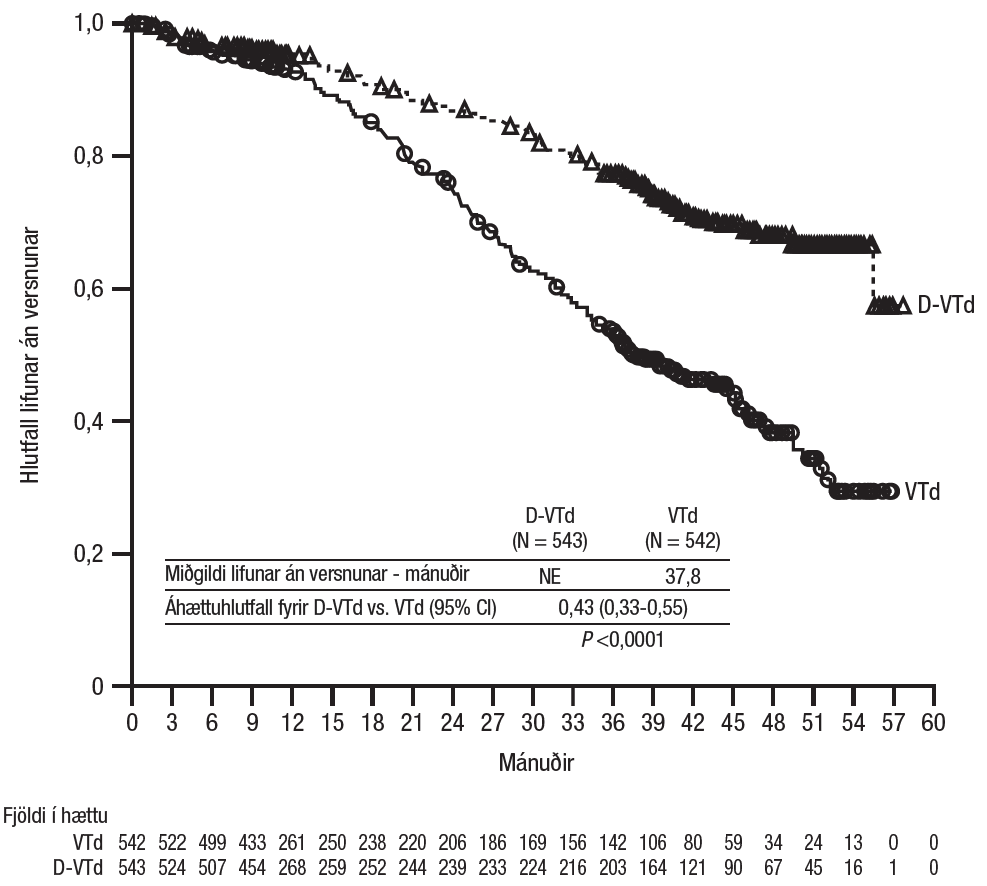 Hlutfall lifunar án versnunar
1,0
0,8
0,6
0,4
0,2
0
D-VTd
VTd
D-VTd VTd
(N = 543) (N = 542)
Miðgildi lifunar án versnunar - mánuðir NE 37,8
Áhættuhlutfall fyrir D-VTd vs. VTd (95% CI) 0,43 (0,33-0,55)
P <0,0001
0 3 6 9 12 15 18 21 24 27 30 33 36 39 42 45 48 51 54 57 60
Mánuðir
Fjöldi í hættu
VTd 542 522 499 433 261 250 238 220 206 186 169 156 142 106 80 59 34 24 13 0 0
D-VTd 543 524 507 454 268 259 252 244 239 233 224 216 203 164 121 90 67 45 16 1 0